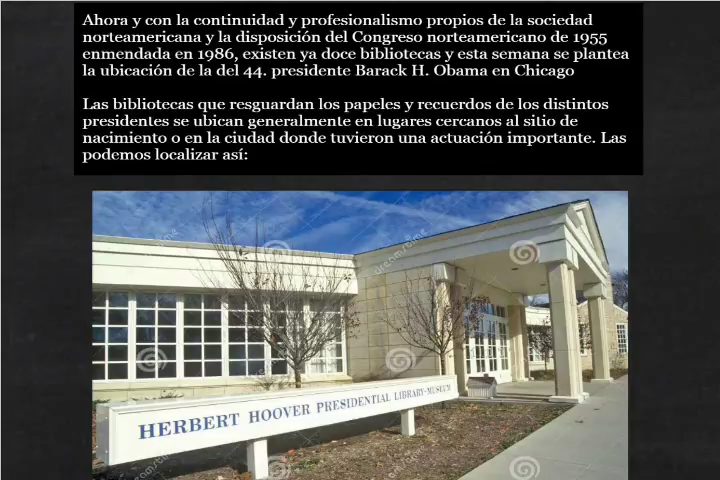 Ahora y con la continuidad y profesionalismo propios de la sociedad
norteamericana y la disposición del Congreso norteamericano de 1955
enmendada en 1986, existen ya doce bibliotecas y esta semana se plantea
la ubicación de la del 44. presidente Barack H. Obama en Chicago
Las bibliotecas que resguardan los papeles y recuerdos de los distintos
presidentes se ubican generalmente en lugares cercanos al sitio de
nacimiento o en la ciudad donde tuvieron una actuación importante. Las
podemos localizar así:
HERBERT HOOVER PRESIDENTIAL LIBRARY-MUSEUM
dreamstime
dreamstime
dreamstime